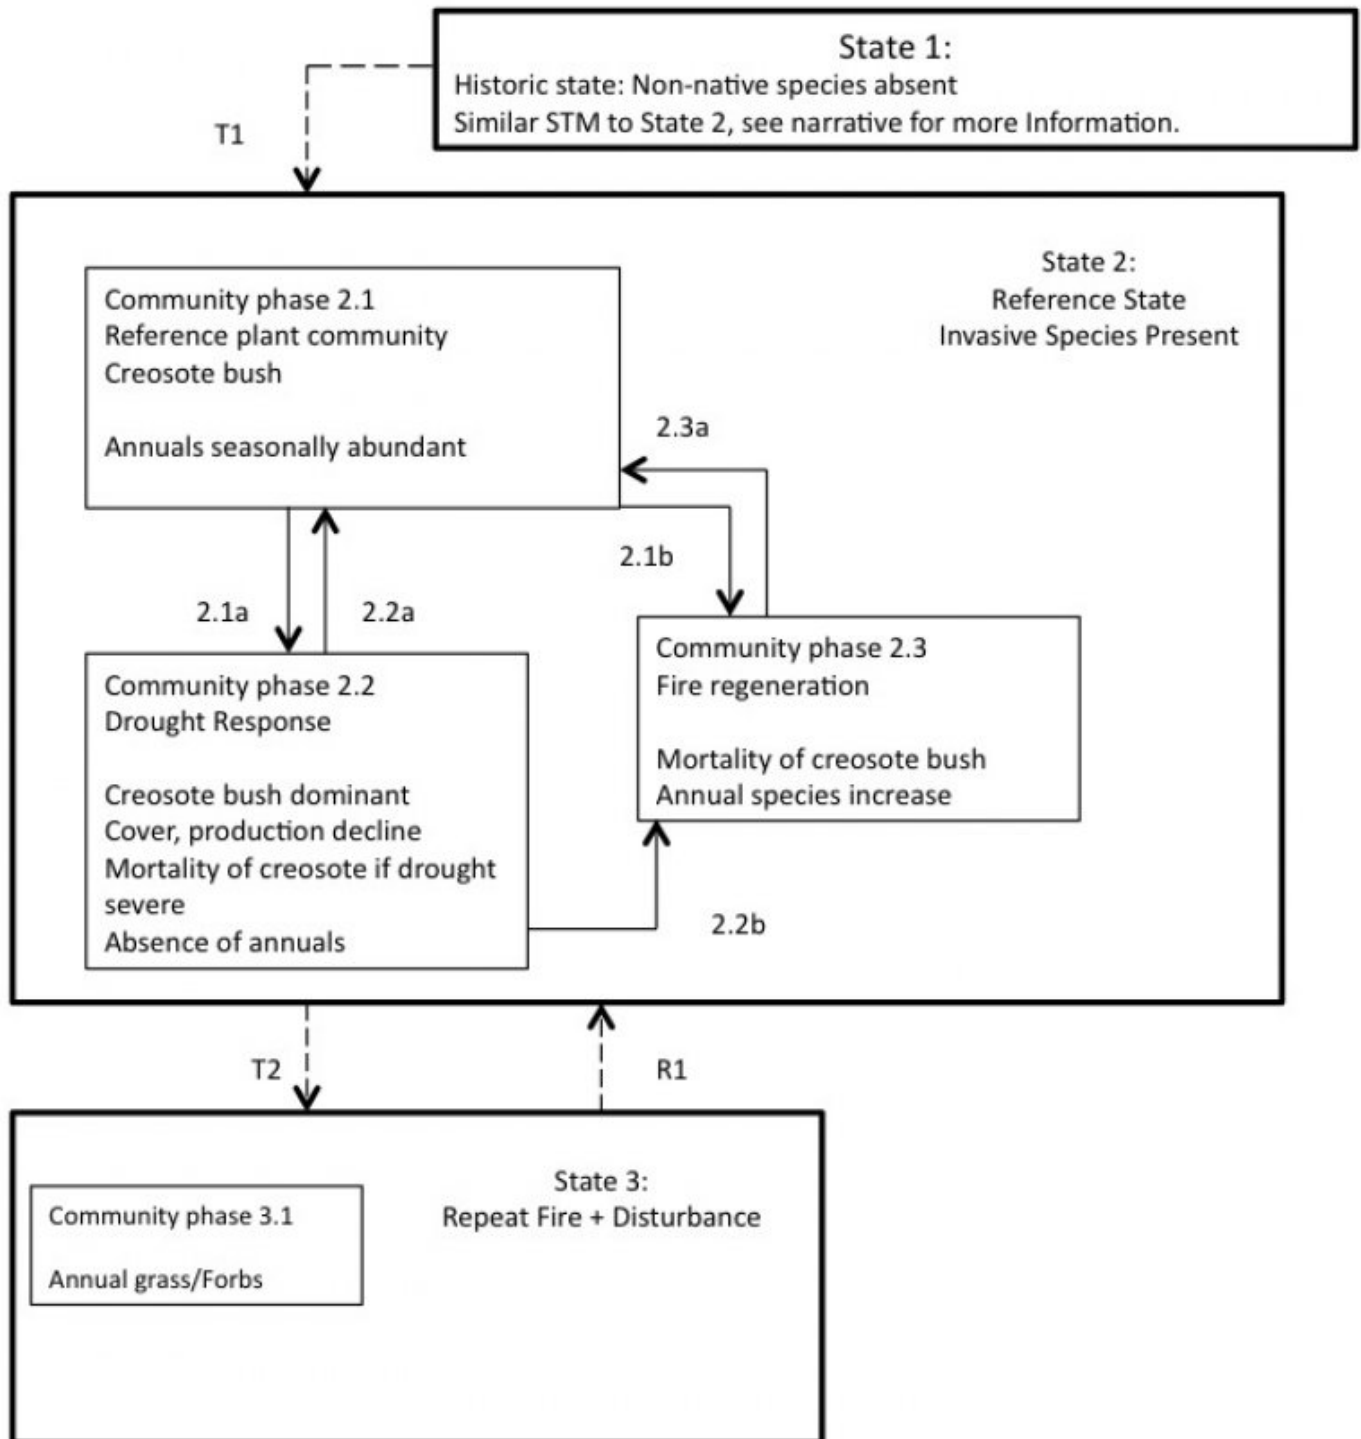 State 1:
Historic state: Non-native species absent
Similar STM to State 2, see narrative for more Information.
T1
State 2:
Reference State
Invasive Species Present
Community phase 2.1
Reference plant community
Creosote bush
Annuals seasonally abundant
2.3a
2.1b
2.1a
2.2a
Community phase 2.3
Fire regeneration
Mortality of creosote bush
Annual species increase
Community phase 2.2
Drought Response
Creosote bush dominant
Cover, production decline
Mortality of creosote if drought
severe
Absence of annuals
2.2b
T2
R1
State 3:
Repeat Fire + Disturbance
Community phase 3.1
Annual grass/Forbs